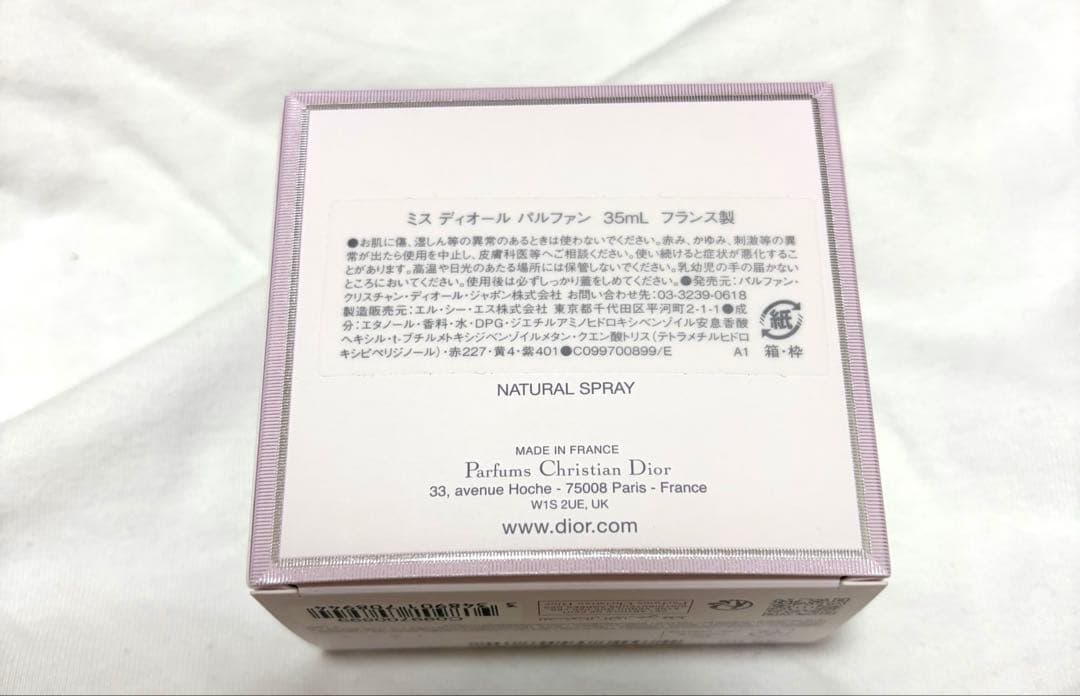 ミス ディオール パルファン 35mL フランス製
●お肌に傷、湿しん等の異常のあるときは使わないでください。赤み、かゆみ、刺激等の異
常が出たら使用を中止し、皮膚科医等へご相談ください。使い続けると症状が悪化するこ
とがあります。高温や日光のあたる場所には保管しないでください。乳幼児の手の届かない
ところにおいてください。使用後は必ずしっかり蓋をしめてください。●発売元:パルファン・
クリスチャン・ディオール・ジャポン株式会社 お問い合わせ先:03-3239-0618
製造販売元:エル・シー・エス株式会社 東京都千代田区平河町2-1-1●成
分:エタノール・香料・水・DPG・ジエチルアミノヒドロキシベンゾイル安息香酸
ヘキシル・t-ブチルメトキシジベンゾイルメタン・クエン酸トリス(テトラメチルヒドロ
キシピペリジノール)・赤227・黄4・紫401●C099700899/E A1
紙
箱・枠
NATURAL SPRAY
MADE IN FRANCE
Parfums Christian Dior
33, avenue Hoche - 75008 Paris - France
W1S 2UE, UK
www.dior.com